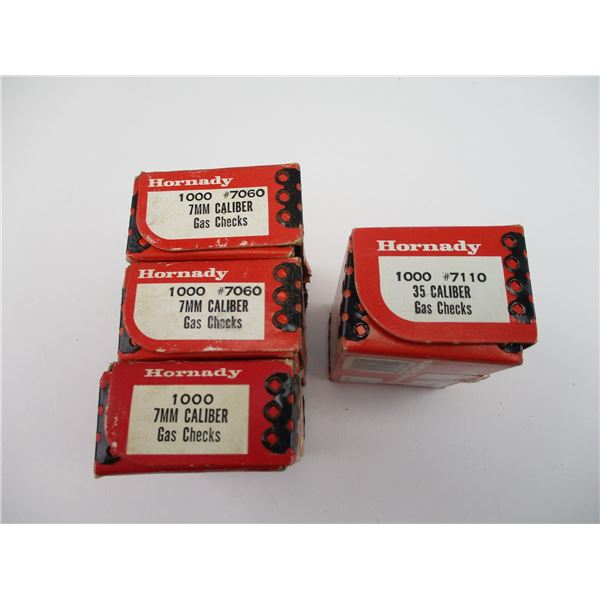 Hornady
1000 #7060
7MM CALIBER
Gas Checks
Hornady
1000 #7060
7MM CALIBER
Gas Checks
Hornady
1000
7MM CALIBER
Gas Checks
Hornady
1000 #7110
35 CALIBER
Gas Checks